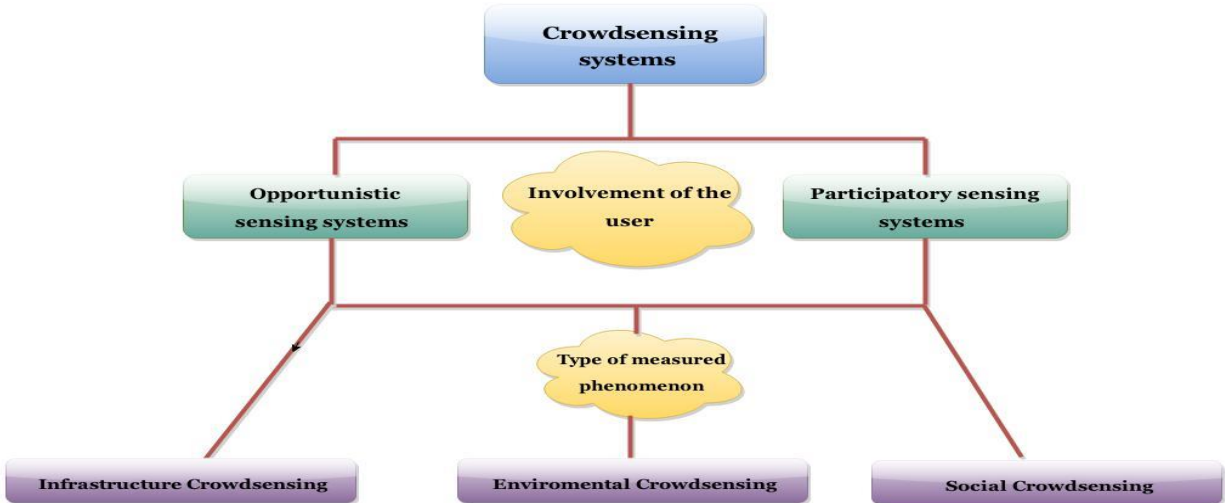 Crowdsensing
systems
Opportunistic
sensing systems
Involvement of the
user
Participatory sensing
systems
Type of measured
phenomenon
Infrastructure Crowdsensing
Enviromental Crowdsensing
Social Crowdsensing